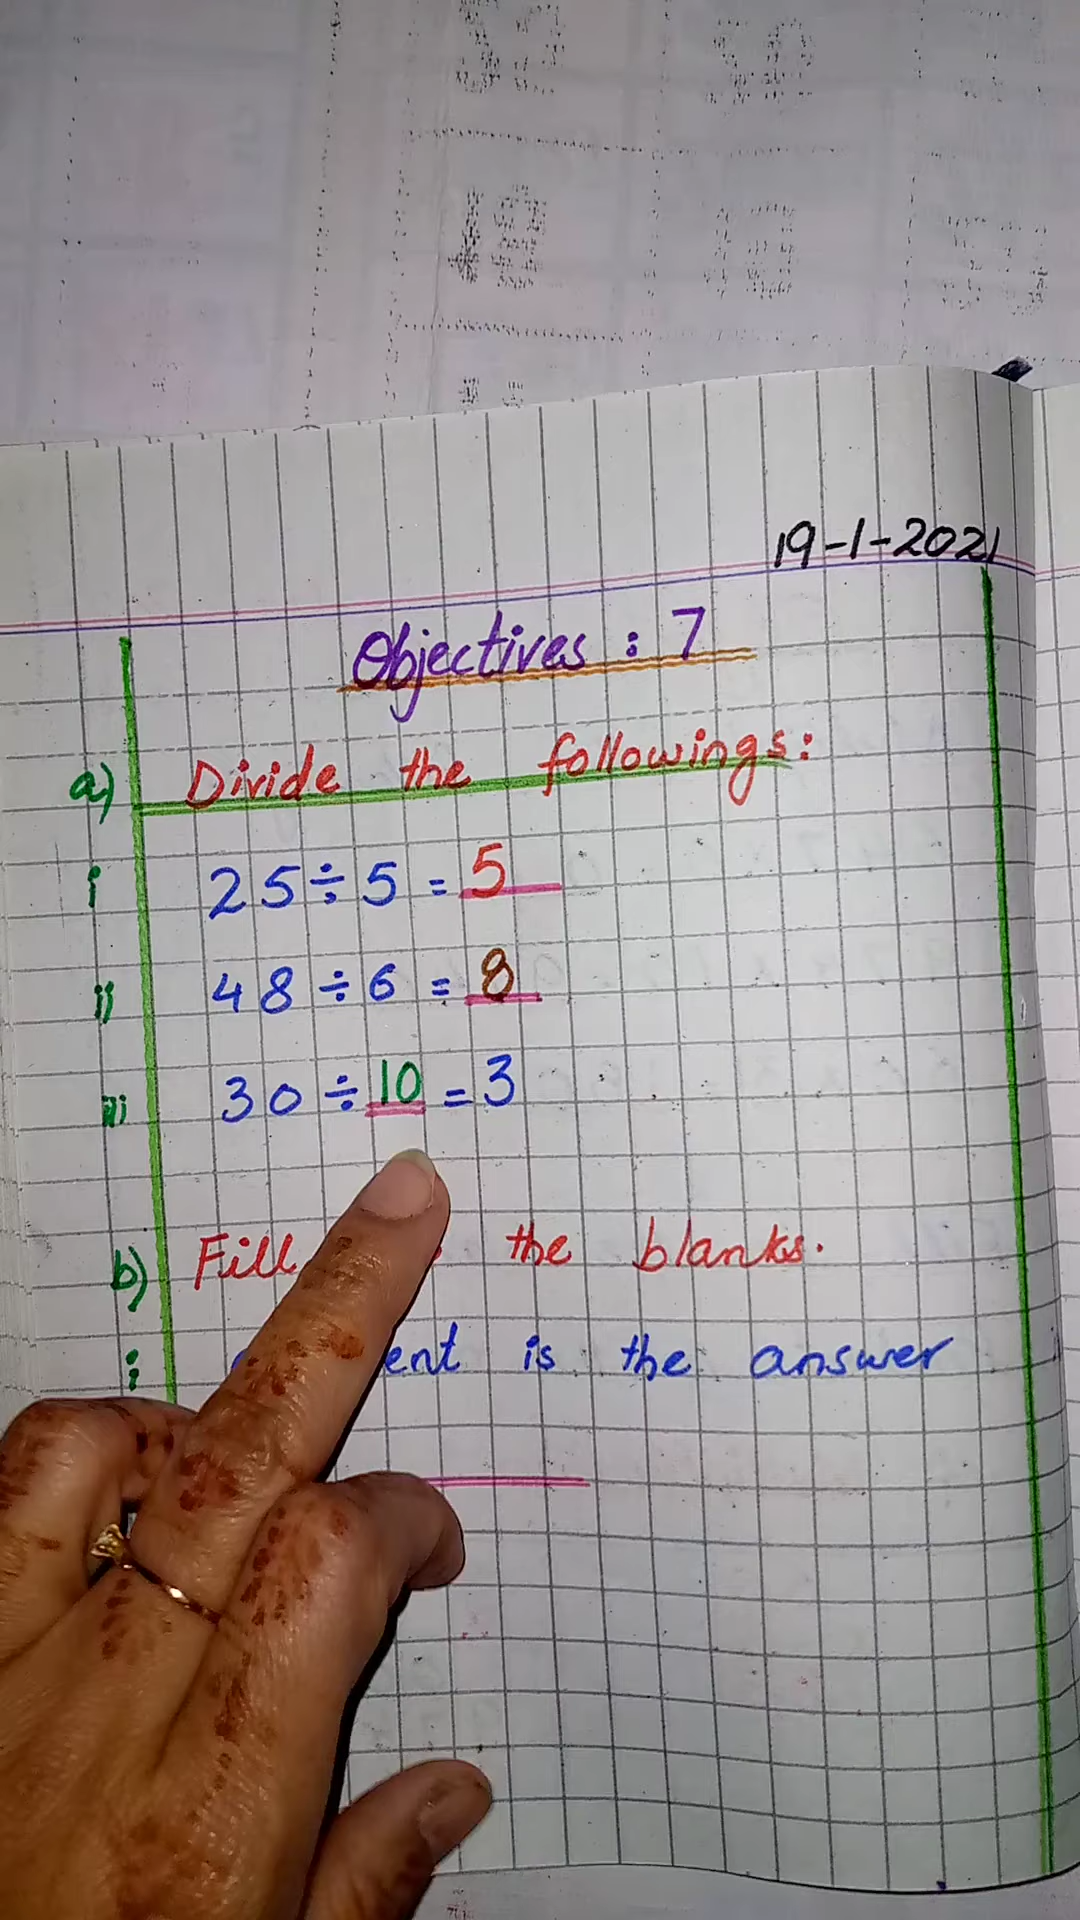 19-1-2021
Objectives : 7
a) Divide the followings:
i 25 ÷ 5 = 5
ii 48 ÷ 6 = 8
iii 30 ÷ 10 = 3
b) Fill the blanks.
i ent is the answer